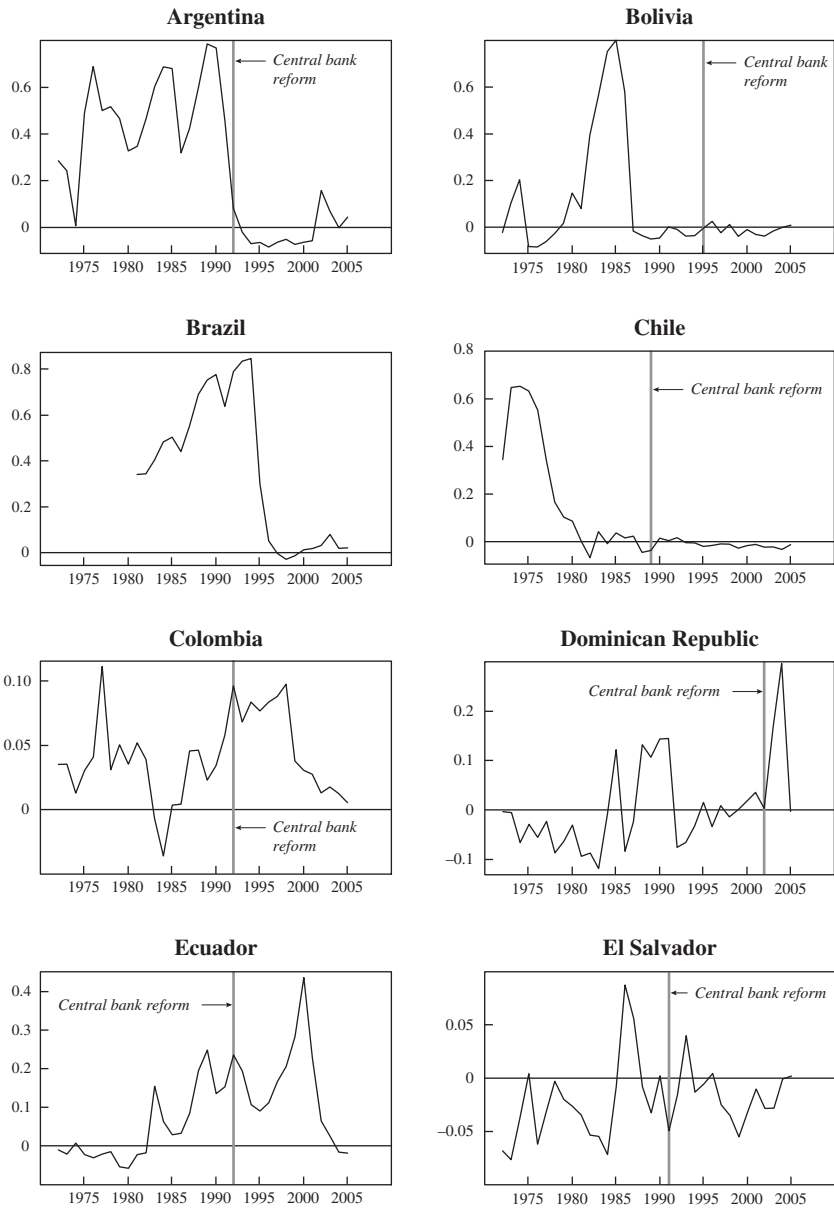 Argentina
0.6
0.4
0.2
0
Central bank
reform
1975 1980 1985 1990 1995 2000 2005
Bolivia
0.6
0.4
0.2
0
Central bank
reform
1975 1980 1985 1990 1995 2000 2005
Brazil
0.8
0.6
0.4
0.2
0
1975 1980 1985 1990 1995 2000 2005
Chile
0.8
0.6
0.4
0.2
0
Central bank reform
1975 1980 1985 1990 1995 2000 2005
Colombia
0.10
0.05
0
Central bank
reform
1975 1980 1985 1990 1995 2000 2005
Dominican Republic
0.2
0.1
0
–0.1
Central bank reform
1975 1980 1985 1990 1995 2000 2005
Ecuador
0.4
0.3
0.2
0.1
0
Central bank reform
1975 1980 1985 1990 1995 2000 2005
El Salvador
0.05
0
–0.05
Central bank reform
1975 1980 1985 1990 1995 2000 2005